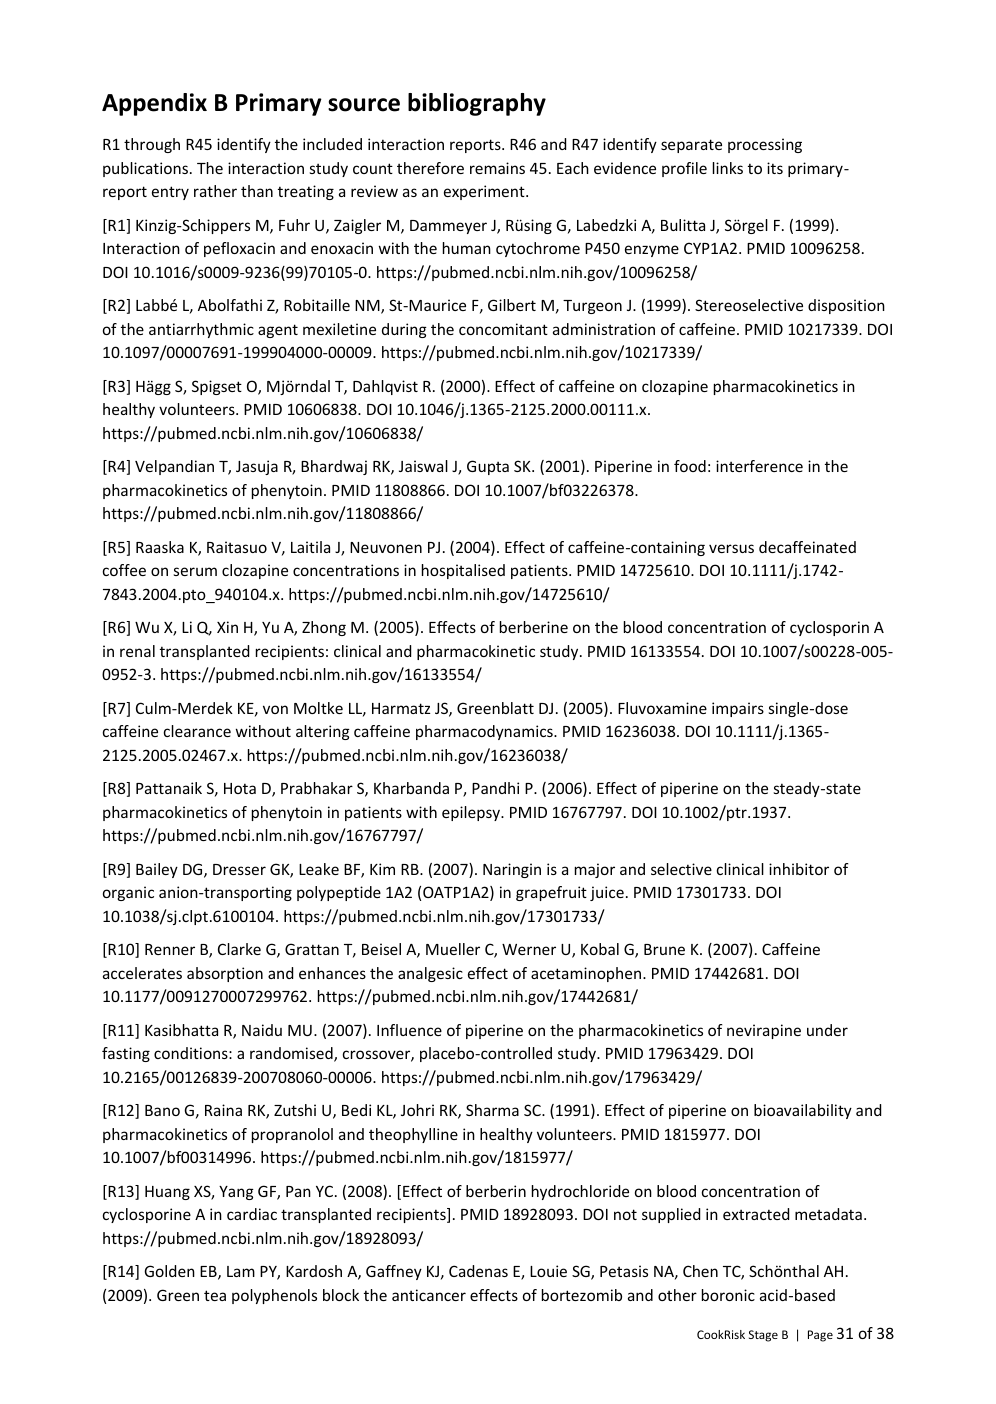 Appendix B Primary source bibliography
R1 through R45 identify the included interaction reports. R46 and R47 identify separate processing
publications. The interaction study count therefore remains 45. Each evidence profile links to its primary-
report entry rather than treating a review as an experiment.
[R1] Kinzig-Schippers M, Fuhr U, Zaigler M, Dammeyer J, Rüsing G, Labedzki A, Bulitta J, Sörgel F. (1999).
Interaction of pefloxacin and enoxacin with the human cytochrome P450 enzyme CYP1A2. PMID 10096258.
DOI 10.1016/s0009-9236(99)70105-0. https://pubmed.ncbi.nlm.nih.gov/10096258/
[R2] Labbé L, Abolfathi Z, Robitaille NM, St-Maurice F, Gilbert M, Turgeon J. (1999). Stereoselective disposition
of the antiarrhythmic agent mexiletine during the concomitant administration of caffeine. PMID 10217339. DOI
10.1097/00007691-199904000-00009. https://pubmed.ncbi.nlm.nih.gov/10217339/
[R3] Hägg S, Spigset O, Mjörndal T, Dahlqvist R. (2000). Effect of caffeine on clozapine pharmacokinetics in
healthy volunteers. PMID 10606838. DOI 10.1046/j.1365-2125.2000.00111.x.
https://pubmed.ncbi.nlm.nih.gov/10606838/
[R4] Velpandian T, Jasuja R, Bhardwaj RK, Jaiswal J, Gupta SK. (2001). Piperine in food: interference in the
pharmacokinetics of phenytoin. PMID 11808866. DOI 10.1007/bf03226378.
https://pubmed.ncbi.nlm.nih.gov/11808866/
[R5] Raaska K, Raitasuo V, Laitila J, Neuvonen PJ. (2004). Effect of caffeine-containing versus decaffeinated
coffee on serum clozapine concentrations in hospitalised patients. PMID 14725610. DOI 10.1111/j.1742-
7843.2004.pto_940104.x. https://pubmed.ncbi.nlm.nih.gov/14725610/
[R6] Wu X, Li Q, Xin H, Yu A, Zhong M. (2005). Effects of berberine on the blood concentration of cyclosporin A
in renal transplanted recipients: clinical and pharmacokinetic study. PMID 16133554. DOI 10.1007/s00228-005-
0952-3. https://pubmed.ncbi.nlm.nih.gov/16133554/
[R7] Culm-Merdek KE, von Moltke LL, Harmatz JS, Greenblatt DJ. (2005). Fluvoxamine impairs single-dose
caffeine clearance without altering caffeine pharmacodynamics. PMID 16236038. DOI 10.1111/j.1365-
2125.2005.02467.x. https://pubmed.ncbi.nlm.nih.gov/16236038/
[R8] Pattanaik S, Hota D, Prabhakar S, Kharbanda P, Pandhi P. (2006). Effect of piperine on the steady-state
pharmacokinetics of phenytoin in patients with epilepsy. PMID 16767797. DOI 10.1002/ptr.1937.
https://pubmed.ncbi.nlm.nih.gov/16767797/
[R9] Bailey DG, Dresser GK, Leake BF, Kim RB. (2007). Naringin is a major and selective clinical inhibitor of
organic anion-transporting polypeptide 1A2 (OATP1A2) in grapefruit juice. PMID 17301733. DOI
10.1038/sj.clpt.6100104. https://pubmed.ncbi.nlm.nih.gov/17301733/
[R10] Renner B, Clarke G, Grattan T, Beisel A, Mueller C, Werner U, Kobal G, Brune K. (2007). Caffeine
accelerates absorption and enhances the analgesic effect of acetaminophen. PMID 17442681. DOI
10.1177/0091270007299762. https://pubmed.ncbi.nlm.nih.gov/17442681/
[R11] Kasibhatta R, Naidu MU. (2007). Influence of piperine on the pharmacokinetics of nevirapine under
fasting conditions: a randomised, crossover, placebo-controlled study. PMID 17963429. DOI
10.2165/00126839-200708060-00006. https://pubmed.ncbi.nlm.nih.gov/17963429/
[R12] Bano G, Raina RK, Zutshi U, Bedi KL, Johri RK, Sharma SC. (1991). Effect of piperine on bioavailability and
pharmacokinetics of propranolol and theophylline in healthy volunteers. PMID 1815977. DOI
10.1007/bf00314996. https://pubmed.ncbi.nlm.nih.gov/1815977/
[R13] Huang XS, Yang GF, Pan YC. (2008). [Effect of berberin hydrochloride on blood concentration of
cyclosporine A in cardiac transplanted recipients]. PMID 18928093. DOI not supplied in extracted metadata.
https://pubmed.ncbi.nlm.nih.gov/18928093/
[R14] Golden EB, Lam PY, Kardosh A, Gaffney KJ, Cadenas E, Louie SG, Petasis NA, Chen TC, Schönthal AH.
(2009). Green tea polyphenols block the anticancer effects of bortezomib and other boronic acid-based
CookRisk Stage B | Page 31 of 38